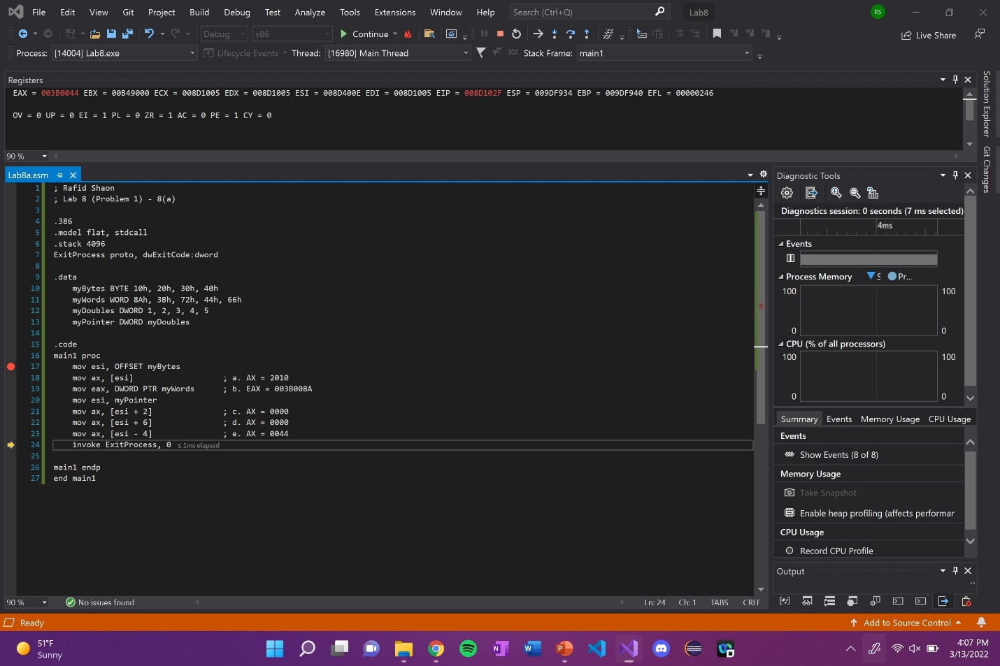 File Edit View Git Project Build Debug Test Analyze Tools Extensions Window Help Search (Ctrl+Q) Lab8 RS
Debug x86 Continue Live Share
Process: [14004] Lab8.exe Lifecycle Events Thread: [16980] Main Thread Stack Frame: main1
Registers
EAX = 003B0044 EBX = 00B49000 ECX = 008D1005 EDX = 008D1005 ESI = 008D400E EDI = 008D1005 EIP = 008D102F ESP = 009DF934 EBP = 009DF940 EFL = 00000246
OV = 0 UP = 0 EI = 1 PL = 0 ZR = 1 AC = 0 PE = 1 CY = 0
90 %
Solution Explorer
Git Changes
Lab8a.asm
1 ; Rafid Shaon
2 ; Lab 8 (Problem 1) - 8(a)
3
4 .386
5 .model flat, stdcall
6 .stack 4096
7 ExitProcess proto, dwExitCode:dword
8
9 .data
10 myBytes BYTE 10h, 20h, 30h, 40h
11 myWords WORD 8Ah, 3Bh, 72h, 44h, 66h
12 myDoubles DWORD 1, 2, 3, 4, 5
13 myPointer DWORD myDoubles
14
15 .code
16 main1 proc
17 mov esi, OFFSET myBytes
18 mov ax, [esi] ; a. AX = 2010
19 mov eax, DWORD PTR myWords ; b. EAX = 003B008A
20 mov esi, myPointer
21 mov ax, [esi + 2] ; c. AX = 0000
22 mov ax, [esi + 6] ; d. AX = 0000
23 mov ax, [esi - 4] ; e. AX = 0044
24 invoke ExitProcess, 0 ≤ 1ms elapsed
25
26 main1 endp
27 end main1
90 % No issues found Ln: 24 Ch: 1 TABS CRLF
Diagnostic Tools
Diagnostics session: 0 seconds (7 ms selected)
4ms
Events
Process Memory S Pr...
100 100
0 0
CPU (% of all processors)
100 100
0 0
Summary Events Memory Usage CPU Usage
Events
Show Events (8 of 8)
Memory Usage
Take Snapshot
Enable heap profiling (affects performar
CPU Usage
Record CPU Profile
Output
Ready Add to Source Control
51°F
Sunny
4:07 PM
3/13/2022